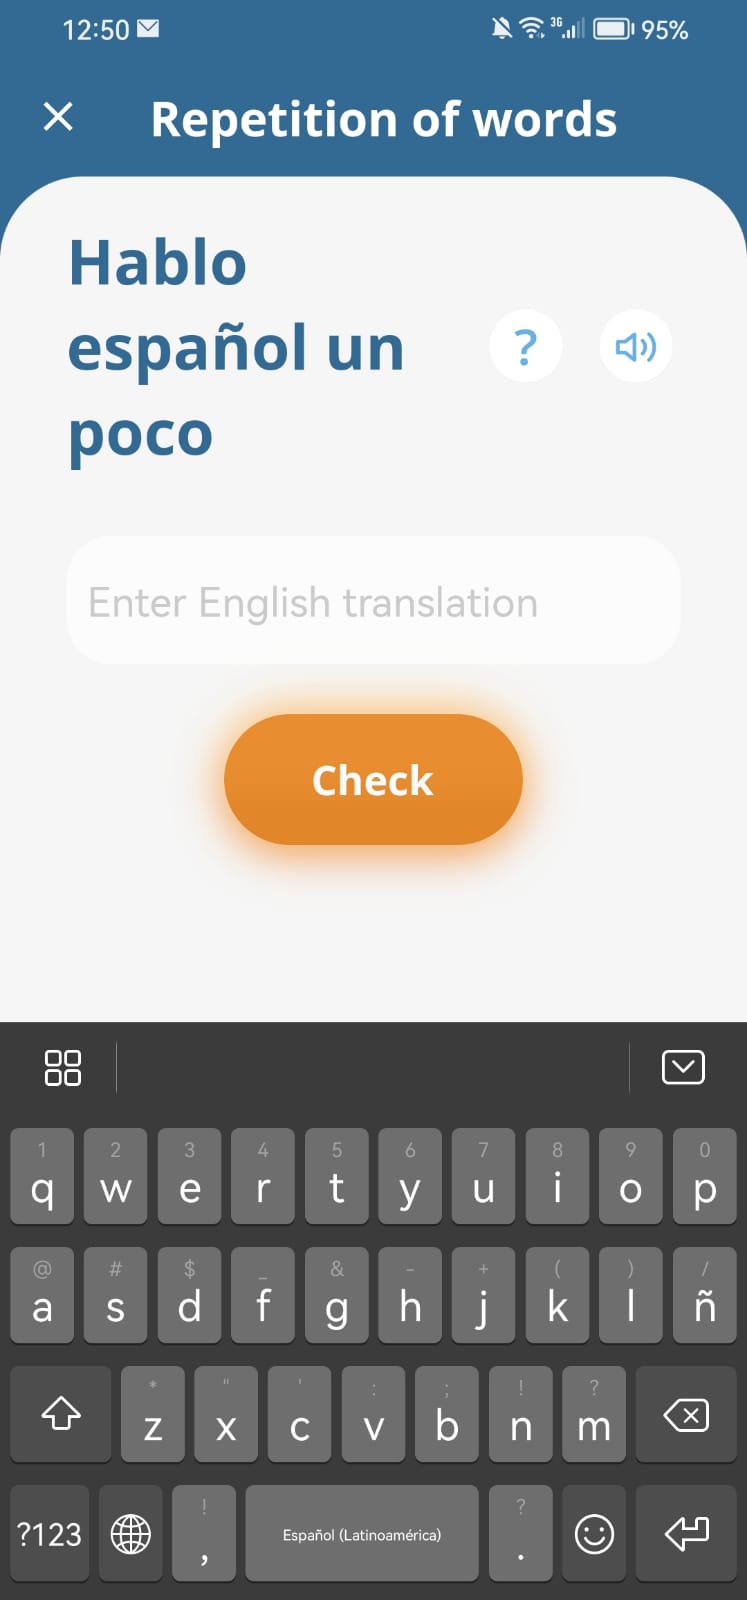 12:50 3G 95%
Repetition of words
Hablo
español un
poco
?
Enter English translation
Check
1 2 3 4 5 6 7 8 9 0
q w e r t y u i o p
@ # $ _ & - + ( ) /
a s d f g h j k l ñ
* " ' : ; ! ?
z x c v b n m
! ?
?123 , Español (Latinoamérica) .